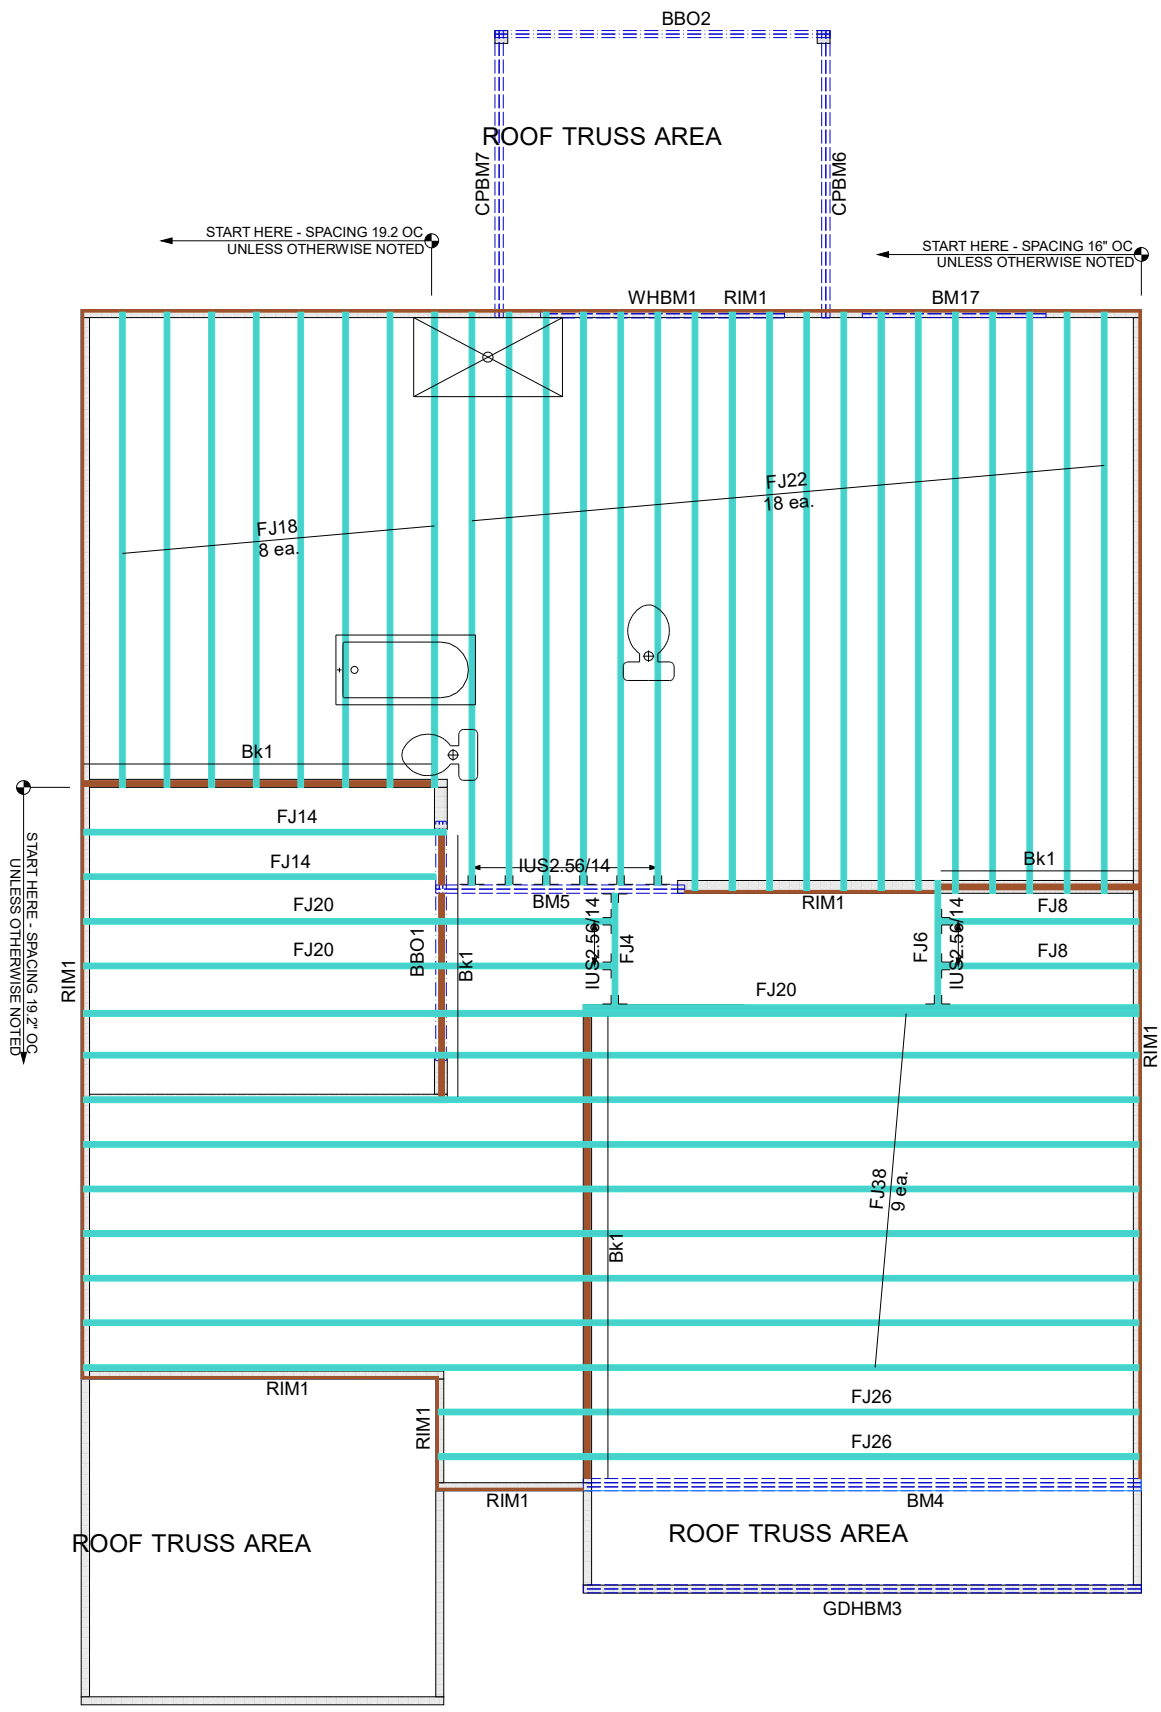 BBO2
ROOF TRUSS AREA
CPBM7
CPBM6
START HERE - SPACING 19.2 OC
UNLESS OTHERWISE NOTED
START HERE - SPACING 16" OC
UNLESS OTHERWISE NOTED
WHBM1
RIM1
BM17
FJ22
18 ea.
FJ18
8 ea.
Bk1
START HERE - SPACING 19.2" OC
UNLESS OTHERWISE NOTED
RIM1
FJ14
FJ14
FJ20
FJ20
BBO1
Bk1
IUS2.56/14
BM5
IUS2.56/14
FJ4
RIM1
FJ6
IUS2.56/14
Bk1
FJ8
FJ8
FJ20
RIM1
FJ38
9 ea.
Bk1
RIM1
RIM1
FJ26
FJ26
RIM1
BM4
ROOF TRUSS AREA
ROOF TRUSS AREA
GDHBM3